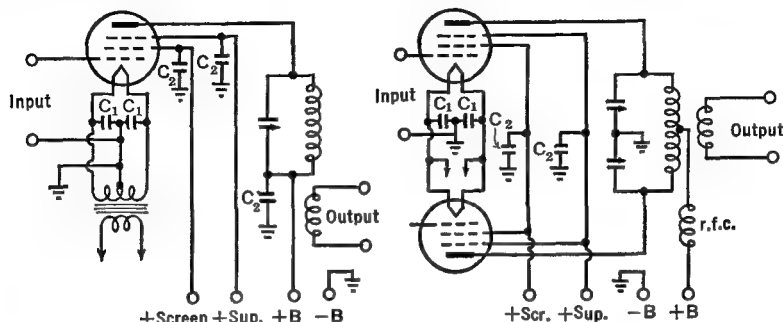 C₂
C₂
Input
C₁ C₁
C₂
Output
+Screen +Sup. +B −B
Input
C₁ C₁
C₂
C₂
Output
r.f.c.
+Scr. +Sup. −B +B